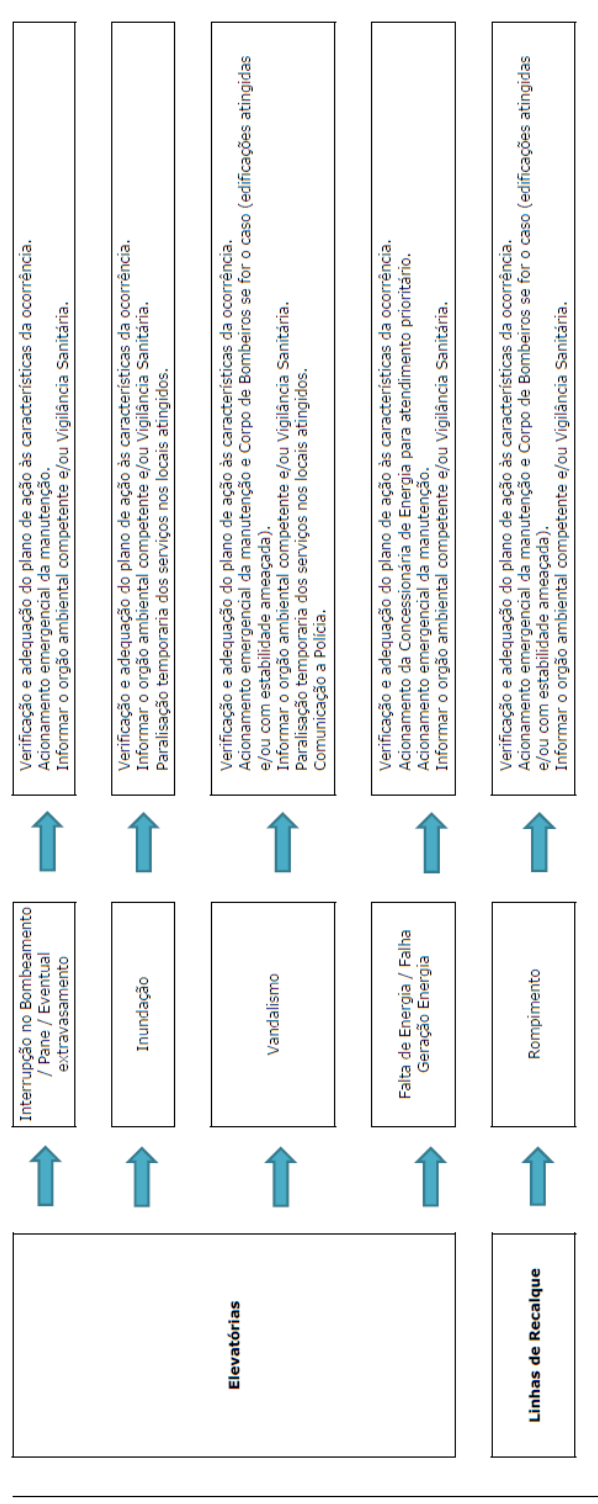 Elevatórias
Interrupção no Bombeamento
/ Pane / Eventual
extravasamento
Verificação e adequação do plano de ação às características da ocorrência.
Acionamento emergencial da manutenção.
Informar o orgão ambiental competente e/ou Vigilância Sanitária.
Inundação
Verificação e adequação do plano de ação às características da ocorrência.
Informar o orgão ambiental competente e/ou Vigilância Sanitária.
Paralisação temporaria dos serviços nos locais atingidos.
Vandalismo
Verificação e adequação do plano de ação às características da ocorrência.
Acionamento emergencial da manutenção e Corpo de Bombeiros se for o caso (edificações atingidas
e/ou com estabilidade ameaçada).
Informar o orgão ambiental competente e/ou Vigilância Sanitária.
Paralisação temporaria dos serviços nos locais atingidos.
Comunicação a Polícia.
Falta de Energia / Falha
Geração Energia
Verificação e adequação do plano de ação às características da ocorrência.
Acionamento da Concessionária de Energia para atendimento prioritário.
Acionamento emergencial da manutenção.
Informar o orgão ambiental competente e/ou Vigilância Sanitária.
Linhas de Recalque
Rompimento
Verificação e adequação do plano de ação às características da ocorrência.
Acionamento emergencial da manutenção e Corpo de Bombeiros se for o caso (edificações atingidas
e/ou com estabilidade ameaçada).
Informar o orgão ambiental competente e/ou Vigilância Sanitária.